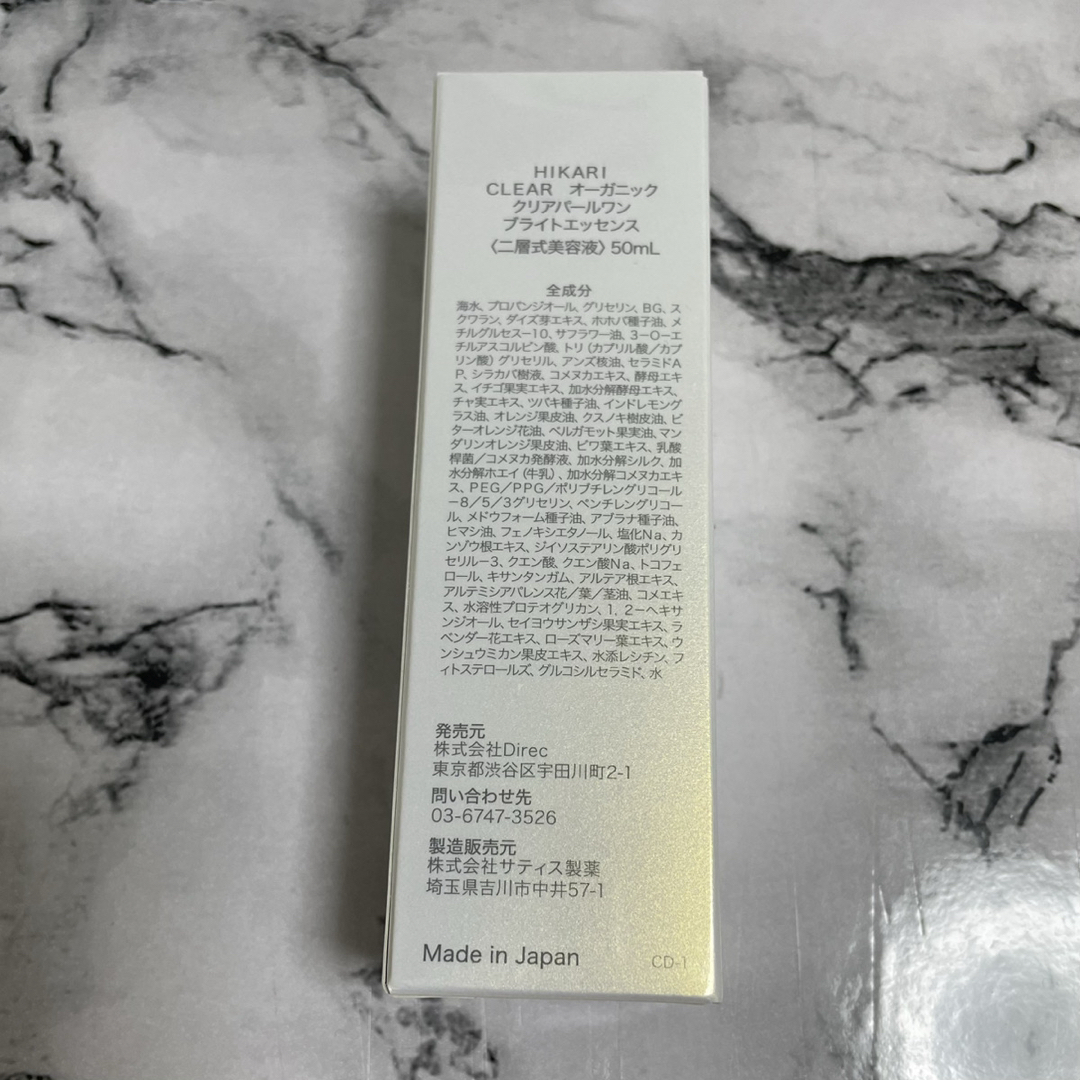 HIKARI
CLEAR オーガニック
クリアパールワン
ブライトエッセンス
〈二層式美容液〉50mL
全成分
海水、プロパンジオール、グリセリン、BG、ス
クワラン、ダイズ芽エキス、ホホバ種子油、メ
チルグルセス－10、サフラワー油、3－O－エ
チルアスコルビン酸、トリ（カプリル酸／カプ
リン酸）グリセリル、アンズ核油、セラミドA
P、シラカバ樹液、コメヌカエキス、酵母エキ
ス、イチゴ果実エキス、加水分解酵母エキス、
チャ実エキス、ツバキ種子油、インドレモング
ラス油、オレンジ果皮油、クスノキ樹皮油、ビ
ターオレンジ花油、ベルガモット果実油、マン
ダリンオレンジ果皮油、ビワ葉エキス、乳酸
桿菌／コメヌカ発酵液、加水分解シルク、加
水分解ホエイ（牛乳）、加水分解コメヌカエキ
ス、PEG／PPG／ポリブチレングリコール
－8／5／3グリセリン、ペンチレングリコー
ル、メドウフォーム種子油、アブラナ種子油、
ヒマシ油、フェノキシエタノール、塩化Na、カ
ンゾウ根エキス、ジイソステアリン酸ポリグリ
セリル－3、クエン酸、クエン酸Na、トコフェ
ロール、キサンタンガム、アルテア根エキス、
アルテミシアパレンス花／葉／茎油、コメエキ
ス、水溶性プロテオグリカン、1，2－ヘキサ
ンジオール、セイヨウサンザシ果実エキス、ラ
ベンダー花エキス、ローズマリー葉エキス、ウ
ンシュウミカン果皮エキス、水添レシチン、フ
ィトステロールズ、グルコシルセラミド、水
発売元
株式会社Direc
東京都渋谷区宇田川町2-1
問い合わせ先
03-6747-3526
製造販売元
株式会社サティス製薬
埼玉県吉川市中井57-1
Made in Japan
CD-1